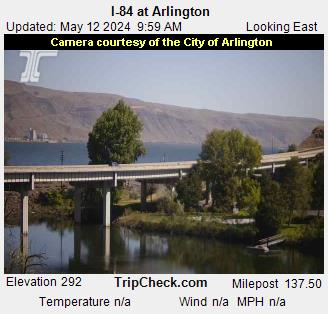 I-84 at Arlington
Updated: May 12 2024 9:59 AM Looking East
Camera courtesy of the City of Arlington
Elevation 292 TripCheck.com Milepost 137.50
Temperature n/a Wind n/a MPH n/a